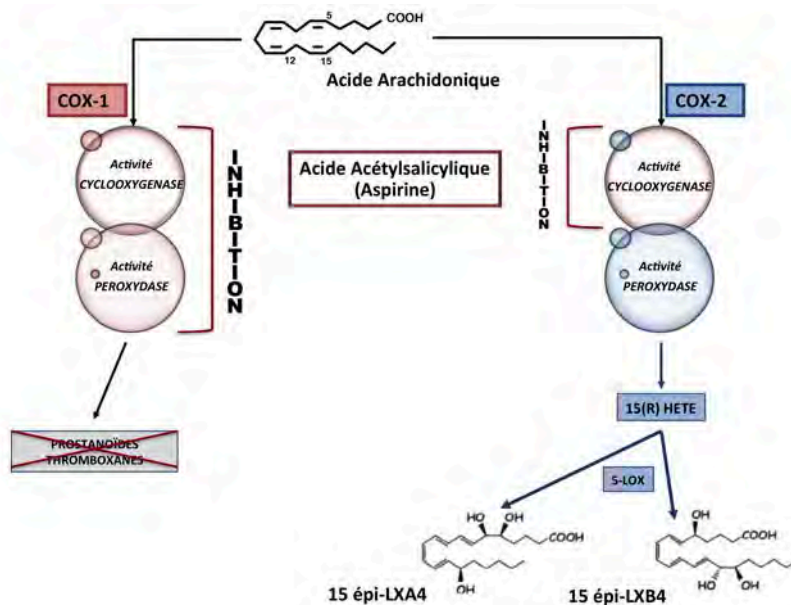 COOH
5
12
15
Acide Arachidonique
COX-1
COX-2
Activité
CYCLOOXYGENASE
Activité
PEROXYDASE
INHIBITION
Acide Acétylsalicylique
(Aspirine)
INHIBITION
Activité
CYCLOOXYGENASE
Activité
PEROXYDASE
PROSTANOÏDES
THROMBOXANES
15(R) HETE
5-LOX
HO
OH
COOH
OH
15 épi-LXA4
OH
COOH
HO
OH
15 épi-LXB4